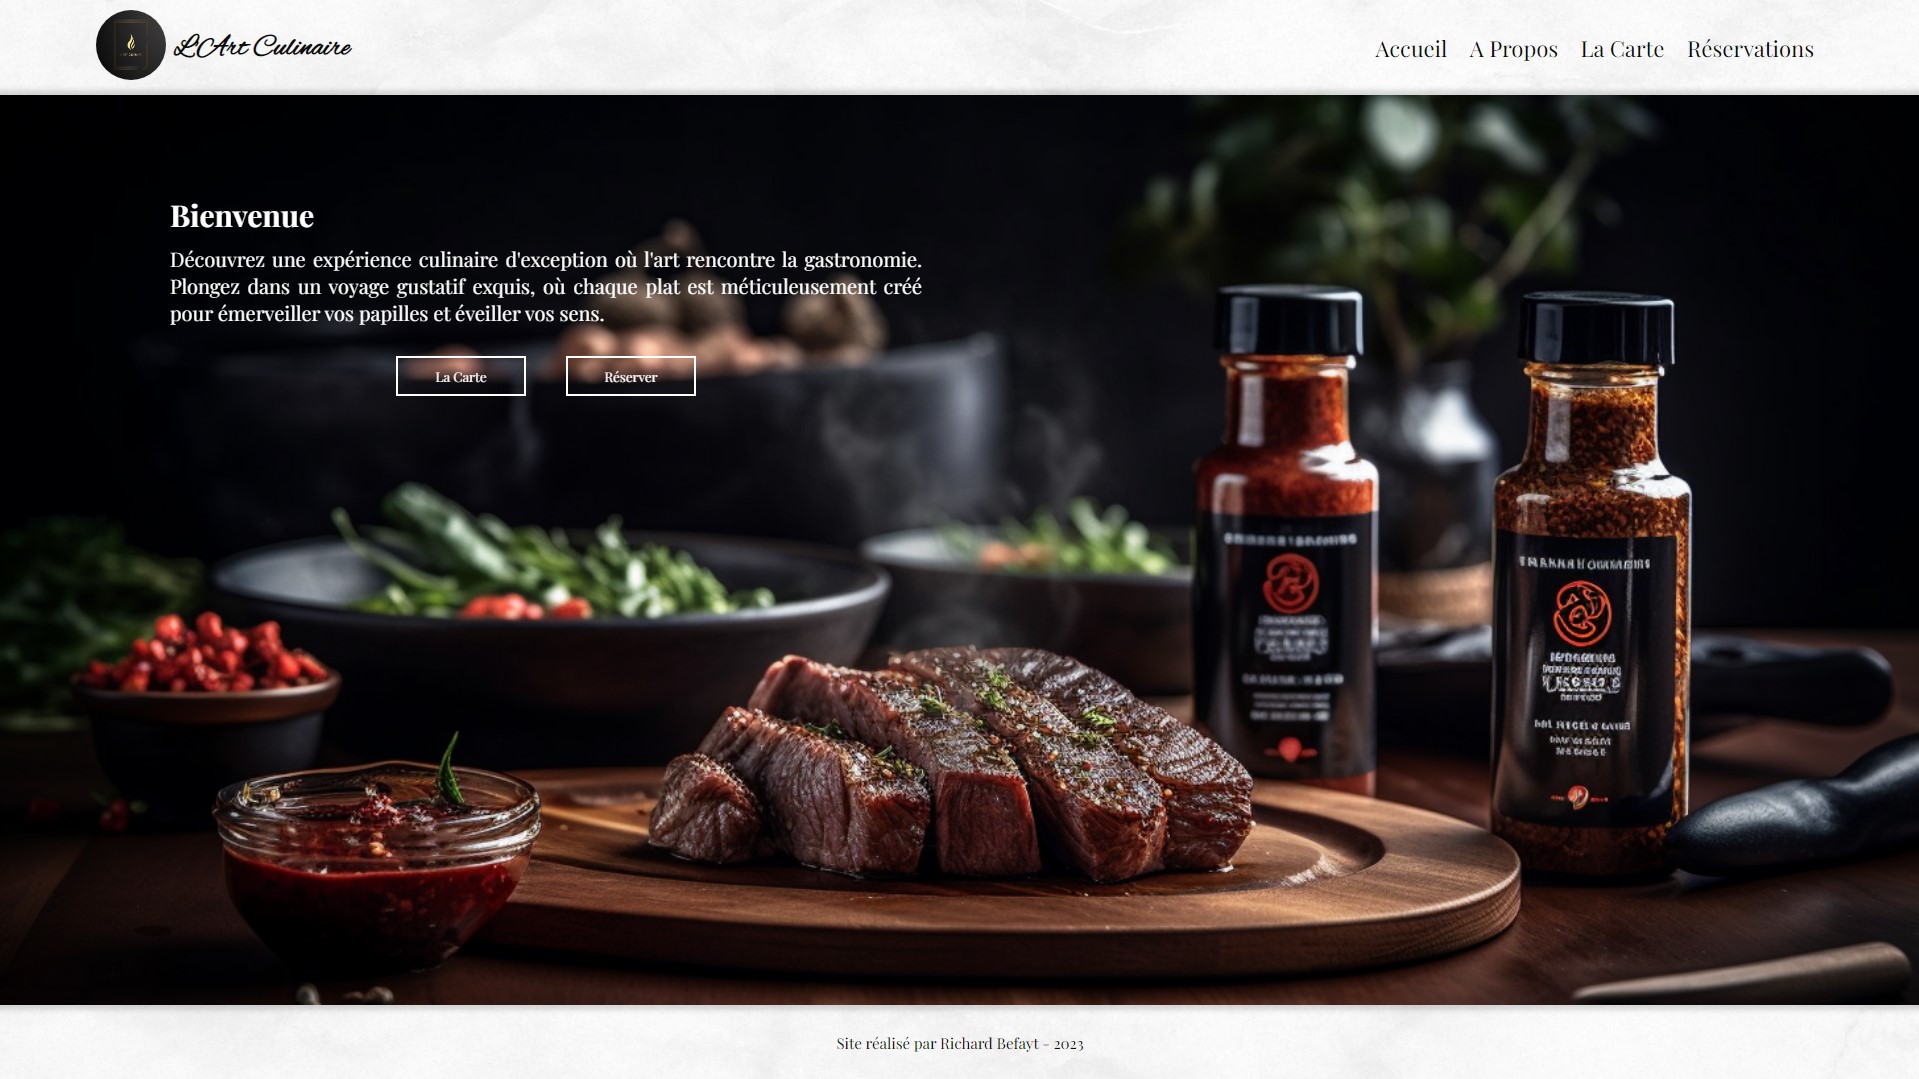 L'Art Culinaire
Accueil A Propos La Carte Réservations
Bienvenue
Découvrez une expérience culinaire d'exception où l'art rencontre la gastronomie.
Plongez dans un voyage gustatif exquis, où chaque plat est méticuleusement créé
pour émerveiller vos papilles et éveiller vos sens.
La Carte Réserver
Site réalisé par Richard Befayt - 2023